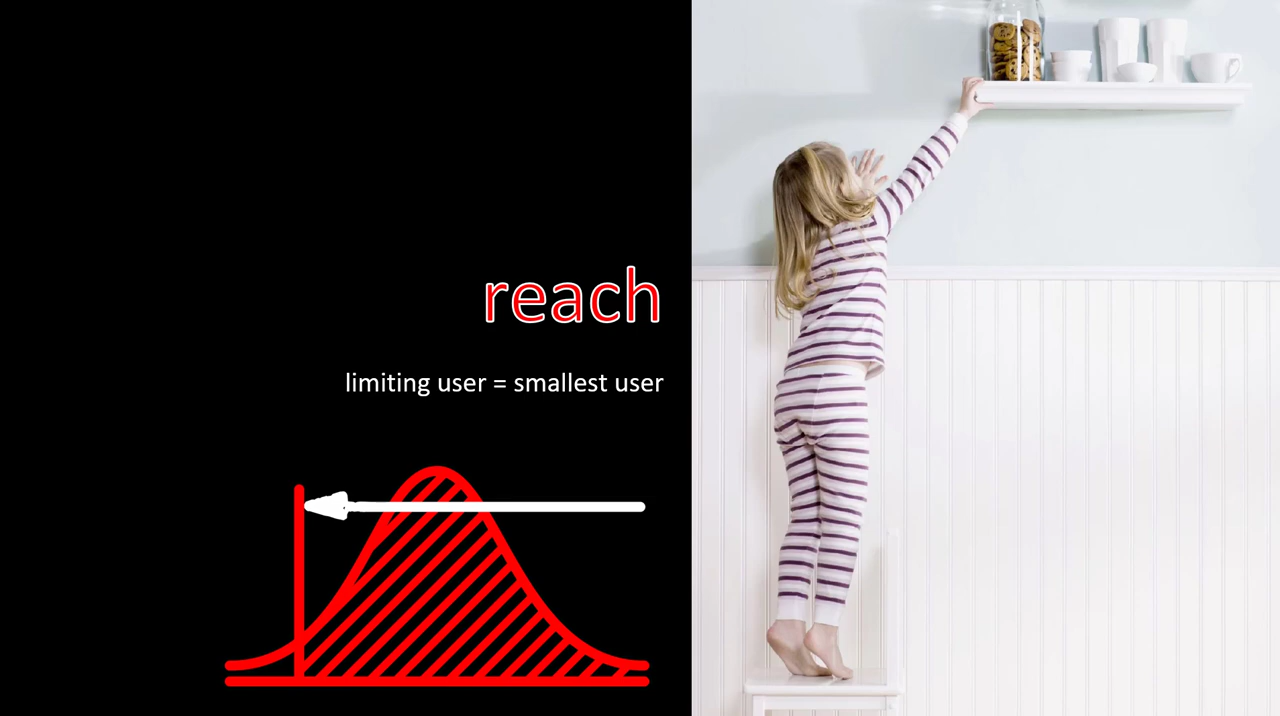 reach
limiting user = smallest user